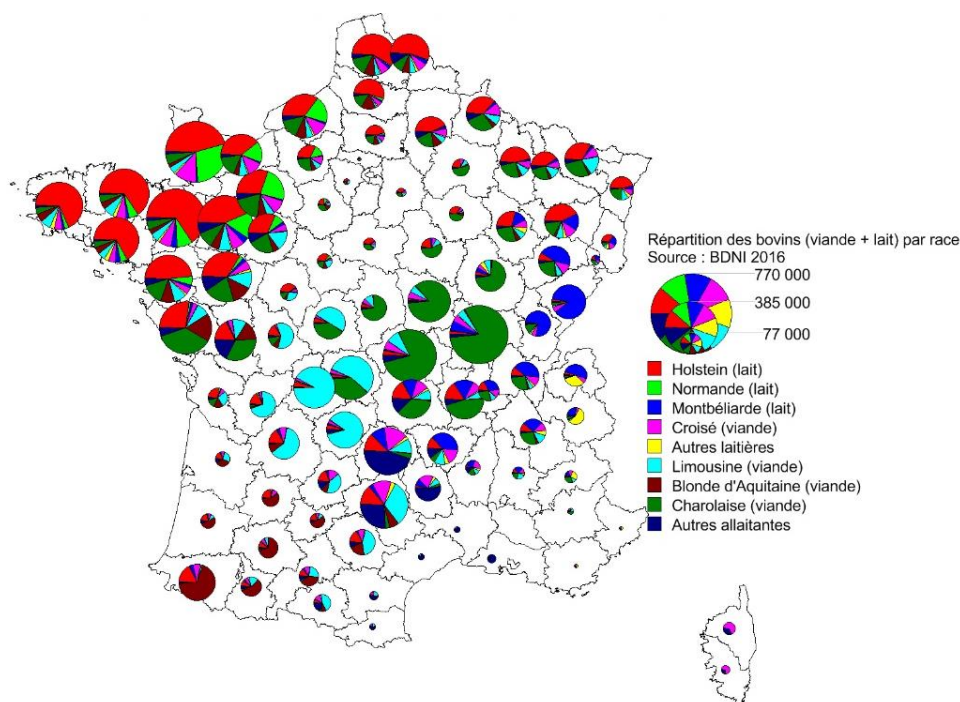 Répartition des bovins (viande + lait) par race
Source : BDNI 2016
770 000
385 000
77 000
Holstein (lait)
Normande (lait)
Montbéliarde (lait)
Croisé (viande)
Autres laitières
Limousine (viande)
Blonde d'Aquitaine (viande)
Charolaise (viande)
Autres allaitantes